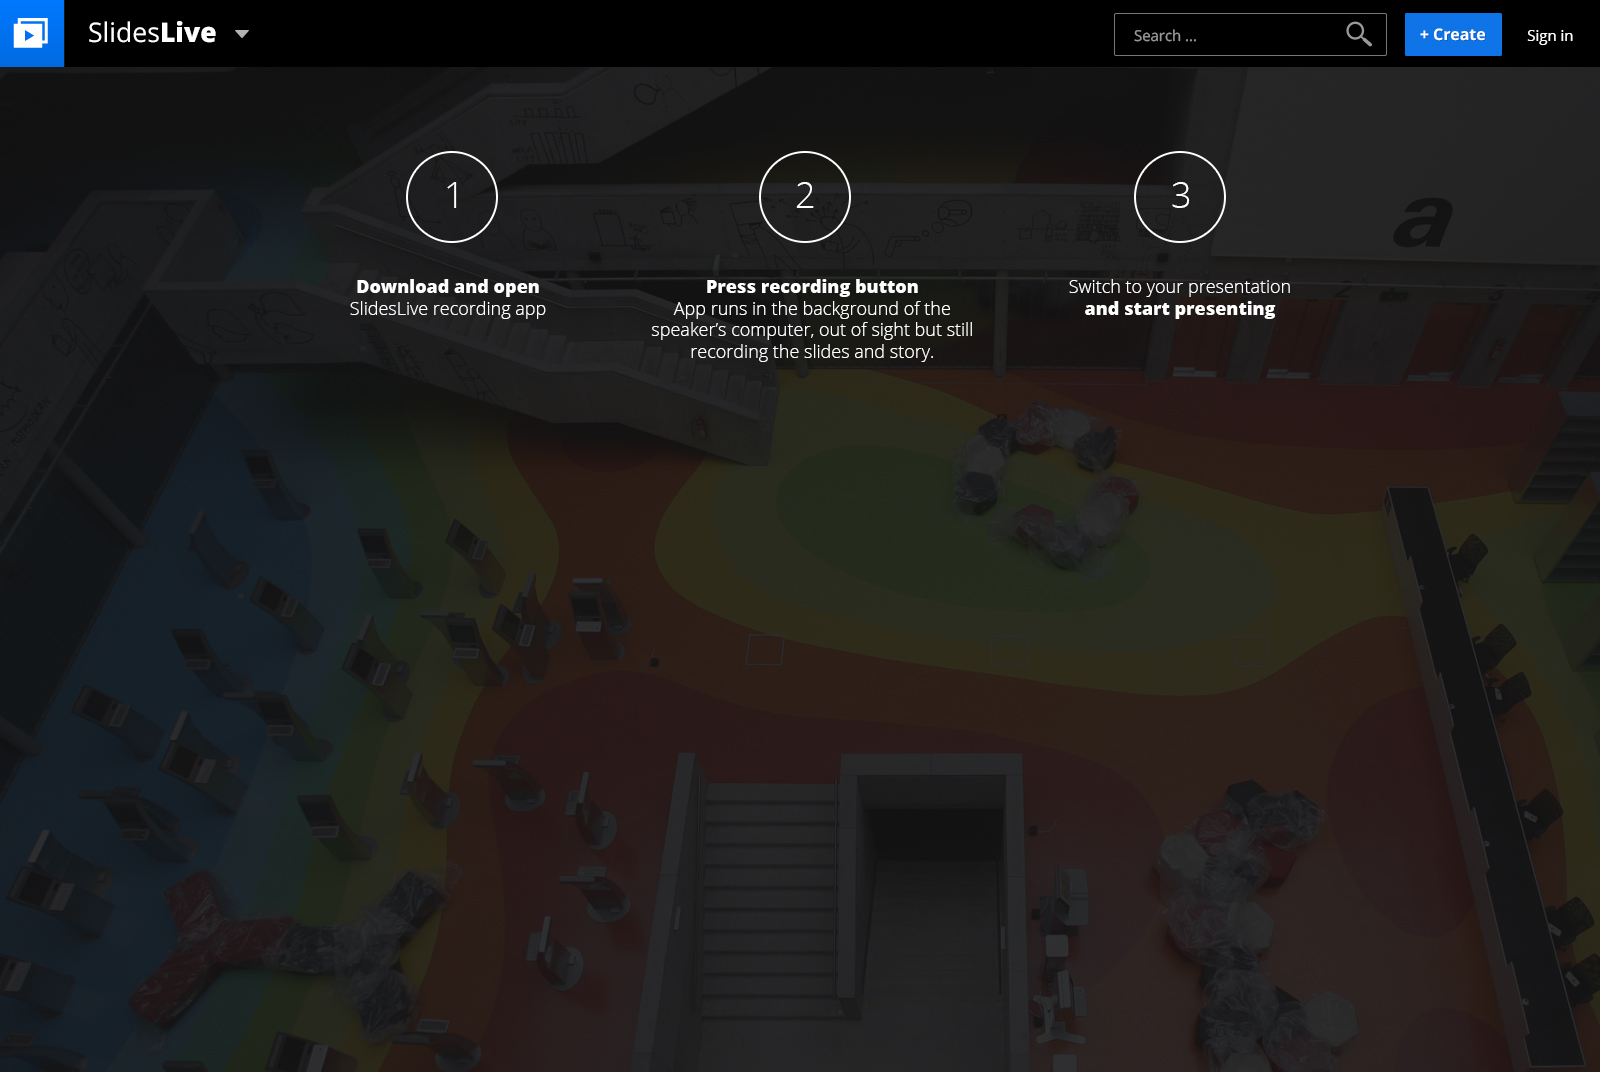 SlidesLive
Search ...
+ Create
Sign in
1
2
3
Download and open
SlidesLive recording app
Press recording button
App runs in the background of the
speaker’s computer, out of sight but still
recording the slides and story.
Switch to your presentation
and start presenting
a